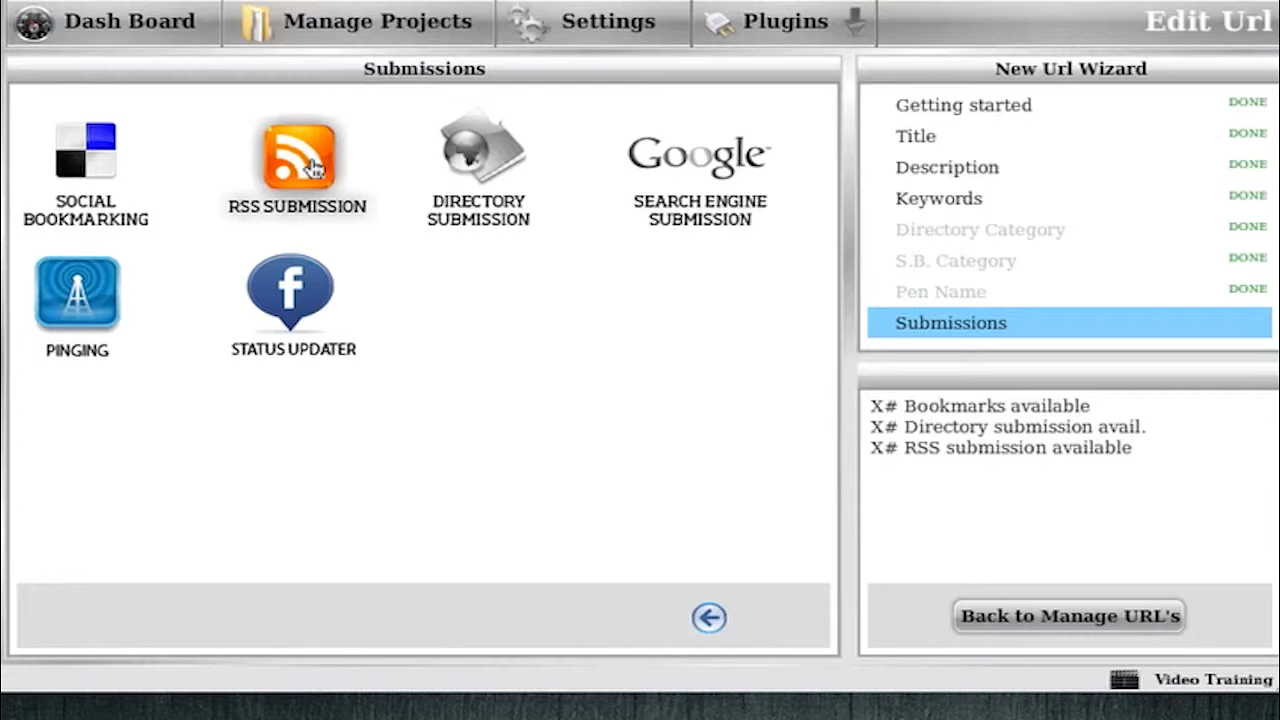 Dash Board
Manage Projects
Settings
Plugins
Edit Url
Submissions
SOCIAL
BOOKMARKING
RSS SUBMISSION
DIRECTORY
SUBMISSION
Google™
SEARCH ENGINE
SUBMISSION
PINGING
STATUS UPDATER
New Url Wizard
Getting started DONE
Title DONE
Description DONE
Keywords DONE
Directory Category DONE
S.B. Category DONE
Pen Name DONE
Submissions
X# Bookmarks available
X# Directory submission avail.
X# RSS submission available
Back to Manage URL's
Video Training